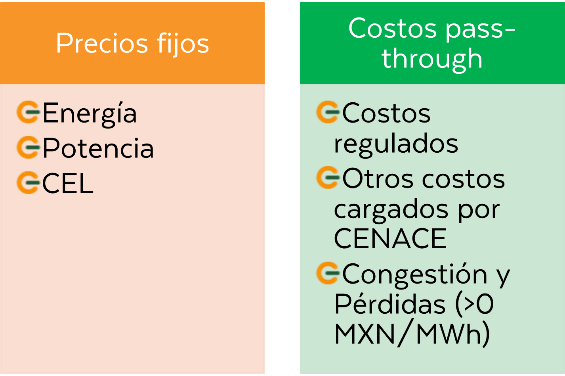 Precios fijos
Energía
Potencia
CEL
Costos pass-
through
Costos
regulados
Otros costos
cargados por
CENACE
Congestión y
Pérdidas (>0
MXN/MWh)